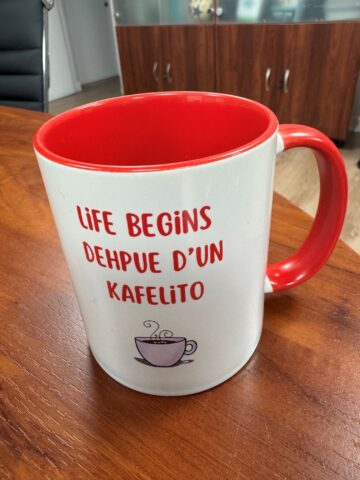 LiFE BEGiNS
DEHPUE D'UN
KAFELiTO